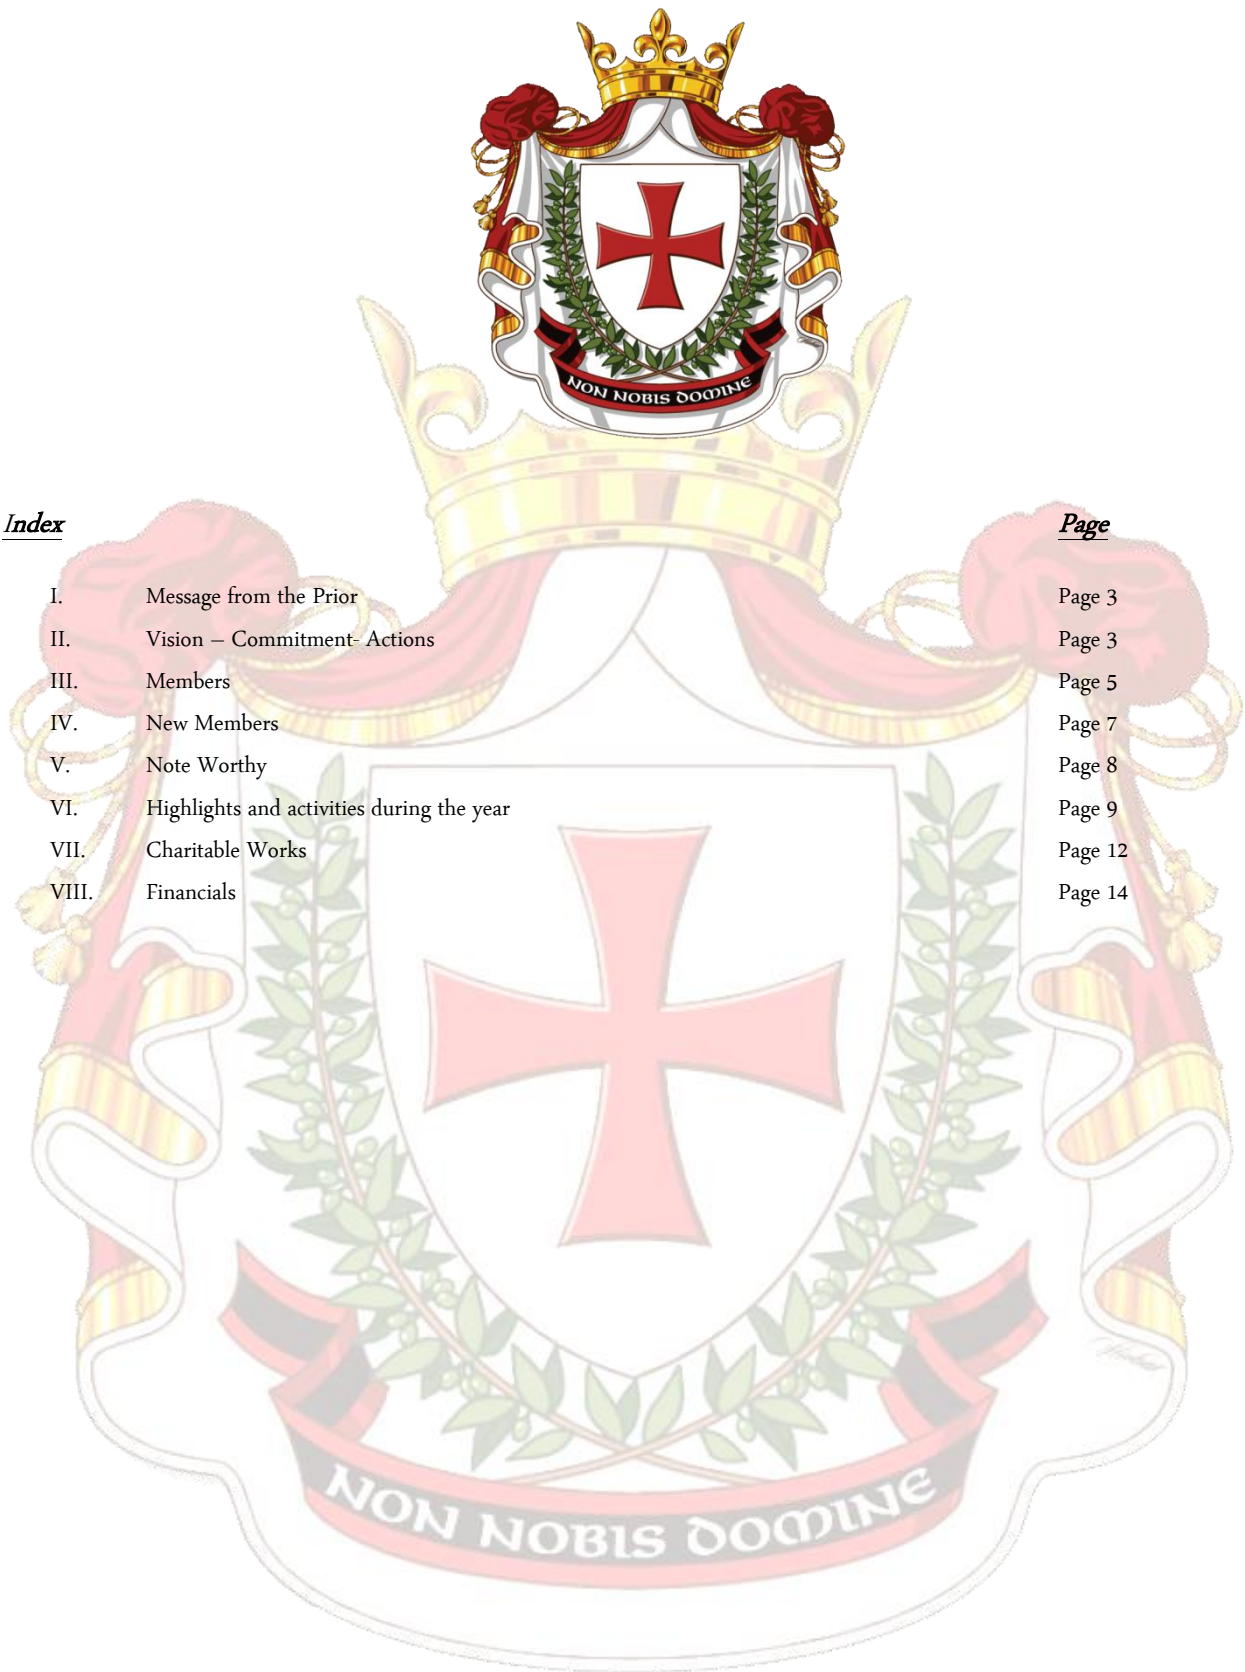 NON NOBIS DOMINE
Index Page
I. Message from the Prior Page 3
II. Vision – Commitment- Actions Page 3
III. Members Page 5
IV. New Members Page 7
V. Note Worthy Page 8
VI. Highlights and activities during the year Page 9
VII. Charitable Works Page 12
VIII. Financials Page 14
NON NOBIS DOMINE